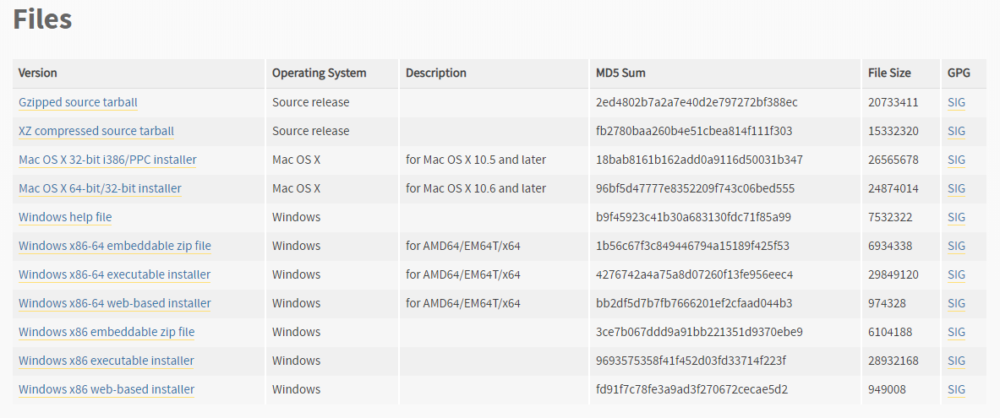 Files
Version Operating System Description MD5 Sum File Size GPG
Gzipped source tarball Source release 2ed4802b7a2a7e40d2e797272bf388ec 20733411 SIG
XZ compressed source tarball Source release fb2780baa260b4e51cbea814f111f303 15332320 SIG
Mac OS X 32-bit i386/PPC installer Mac OS X for Mac OS X 10.5 and later 18bab8161b162add0a9116d50031b347 26565678 SIG
Mac OS X 64-bit/32-bit installer Mac OS X for Mac OS X 10.6 and later 96bf5d47777e8352209f743c06bed555 24874014 SIG
Windows help file Windows b9f45923c41b30a683130fdc71f85a99 7532322 SIG
Windows x86-64 embeddable zip file Windows for AMD64/EM64T/x64 1b56c67f3c849446794a15189f425f53 6934338 SIG
Windows x86-64 executable installer Windows for AMD64/EM64T/x64 4276742a4a75a8d07260f13fe956eec4 29849120 SIG
Windows x86-64 web-based installer Windows for AMD64/EM64T/x64 bb2df5d7b7fb7666201ef2cfaad044b3 974328 SIG
Windows x86 embeddable zip file Windows 3ce7b067ddd9a91bb221351d9370ebe9 6104188 SIG
Windows x86 executable installer Windows 9693575358f41f452d03fd33714f223f 28932168 SIG
Windows x86 web-based installer Windows fd91f7c78fe3a9ad3f270672cecae5d2 949008 SIG